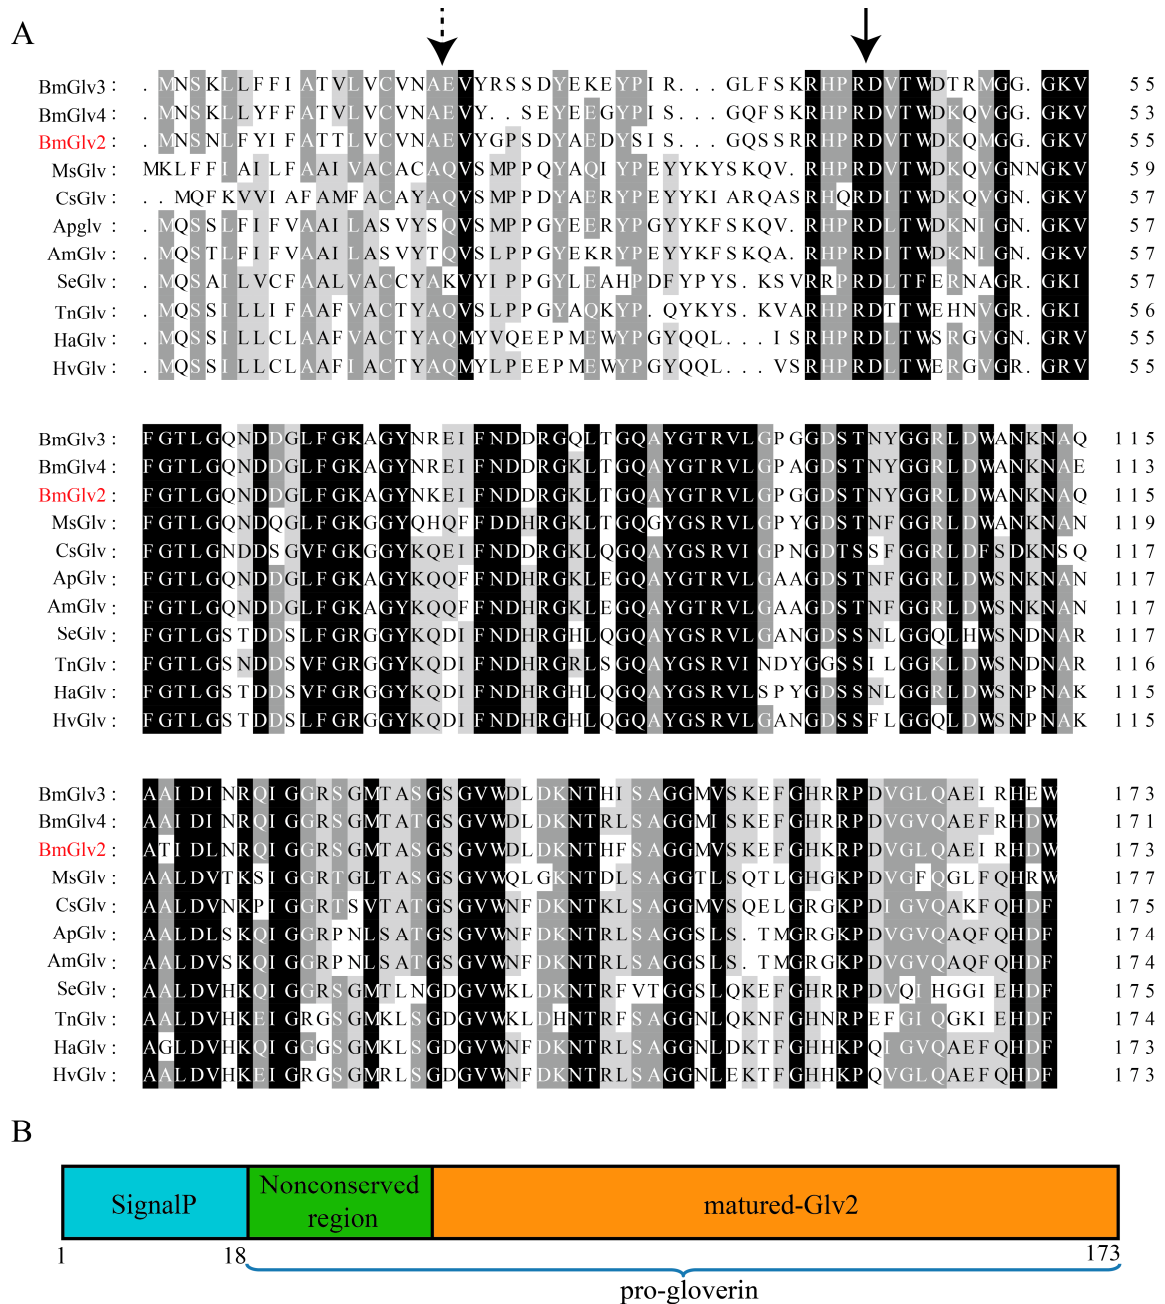 A
BmGlv3 : .MNSKLLFFIATVLVCVNAEVYRSSDYEKEYPIR...GLFSKRHPRDVTWDTRMGG.GKV 55
BmGlv4 : .MNSKLLYFFATVLVCVNAEVY..SEYEEGYPIS...GQFSKRHPRDVTWDKQVGG.GKV 53
BmGlv2 : .MNSNLFYIFATTLVCVNAEVYGPSDYAEDYSIS...GQSSRRHPRDVTWDKQMGG.GKV 55
MsGlv : MKLFFLAILFAAIVACACAQVSMPPQYAQIYPEYYKYSKQV.RHPRDVTWDKQVGNNGKV 59
CsGlv : ..MQFKVVIAFAMFACAYAQVSMPPDYAERYPEYYKIARQASRHQRDITWDKQVGN.GKV 57
Apglv : .MQSSLFIFVAAILASVYSQVSMPPGYEERYPGYYKFSKQV.RHPRDLTWDKNIGN.GKV 57
AmGlv : .MQSTLFIFVAAILASVYTQVSLPPGYEKRYPEYYKFSKQA.RHPRDLTWDKNVGN.GKV 57
SeGlv : .MQSAILVCFAALVACCYAKVYIPPGYLEAHPDFYPYS.KSVRRPRDLTFERNAGR.GKI 57
TnGlv : .MQSSILLIFAAFVACTYAQVSLPPGYAQKYP.QYKYS.KVARHPRDTTWEHNVGR.GKI 56
HaGlv : .MQSSILLCLAAFVACTYAQMYVQEEPMEWYPGYQQL...ISRHPRDLTWSRGVGN.GRV 55
HvGlv : .MQSSILLCLAAFIACTYAQMYLPEEPMEWYPGYQQL...VSRHPRDLTWERGVGR.GRV 55
BmGlv3 : FGTLGQNDDGLFGKAGYNREIFNDDRGQLTGQAYGTRVLGPGGDSTNYGGRLDWANKNAQ 115
BmGlv4 : FGTLGQNDDGLFGKAGYNREIFNDDRGKLTGQAYGTRVLGPAGDSTNYGGRLDWANKNAE 113
BmGlv2 : FGTLGQNDDGLFGKAGYNKEIFNDDRGKLTGQAYGTRVLGPGGDSTNYGGRLDWANKNAQ 115
MsGlv : FGTLGQNDQGLFGKGGYQHQFFDDHRGKLTGQGYGSRVLGPYGDSTNFGGRLDWANKNAN 119
CsGlv : FGTLGNDDSGVFGKGGYKQEIFNDDRGKLQGQAYGSRVIGPNGDTSSFGGRLDFSDKNSQ 117
ApGlv : FGTLGQNDDGLFGKAGYKQQFFNDHRGKLEGQAYGTRVLGAAGDSTNFGGRLDWSNKNAN 117
AmGlv : FGTLGQNDDGLFGKAGYKQQFFNDHRGKLEGQAYGTRVLGAAGDSTNFGGRLDWSNKNAN 117
SeGlv : FGTLGSTDDSLFGRGGYKQDIFNDHRGHLQGQAYGSRVLGANGDSSNLGGQLHWSNDNAR 117
TnGlv : FGTLGSNDDSVFGRGGYKQDIFNDHRGRLSGQAYGSRVINDYGGSSILGGKLDWSNDNAR 116
HaGlv : FGTLGSTDDSVFGRGGYKQDIFNDHRGHLQGQAYGSRVLSPYGDSSNLGGRLDWSNPNAK 115
HvGlv : FGTLGSTDDSLFGRGGYKQDIFNDHRGHLQGQAYGSRVLGANGDSSFLGGQLDWSNPNAK 115
BmGlv3 : AAIDINRQIGGRSGMTASGSGVWDLDKNTHISAGGMVSKEFGHRRPDVGLQAEIRHEW 173
BmGlv4 : AAIDINRQIGGRSGMTATGSGVWDLDKNTRLSAGGMISKEFGHRRPDVGVQAEFRHDW 171
BmGlv2 : ATIDLNRQIGGRSGMTASGSGVWDLDKNTHFSAGGMVSKEFGHKRPDVGLQAEIRHDW 173
MsGlv : AALDVTKSIGGRTGLTASGSGVWQLGKNTDLSAGGTLSQTLGHGKPDVGFQGLFQHRW 177
CsGlv : AALDVNKPIGGRTSVTATGSGVWNFDKNTKLSAGGMVSQELGRGKPDIGVQAKFQHDF 175
ApGlv : AALDLSKQIGGRPNLSATGSGVWNFDKNTRLSAGGSLS.TMGRGKPDVGVQAQFQHDF 174
AmGlv : AALDVSKQIGGRPNLSATGSGVWNFDKNTRLSAGGSLS.TMGRGKPDVGVQAQFQHDF 174
SeGlv : AALDVHKQIGGRSGMTLNGDGVWKLDKNTRFVTGGSLQKEFGHRRPDVQIHGGIEHDF 175
TnGlv : AALDVHKEIGRGSGMKLSGDGVWKLDHNTRFSAGGNLQKNFGHNRPEFGIQGKIEHDF 174
HaGlv : AGLDVHKQIGGGSGMKLSGDGVWNFDKNTRLSAGGNLDKTFGHHKPQIGVQAEFQHDF 173
HvGlv : AALDVHKEIGRGSGMRLSGDGVWNFDKNTRLSAGGNLEKTFGHHKPQVGLQAEFQHDF 173
B
SignalP
Nonconserved
region
matured-Glv2
1
18
173
pro-gloverin